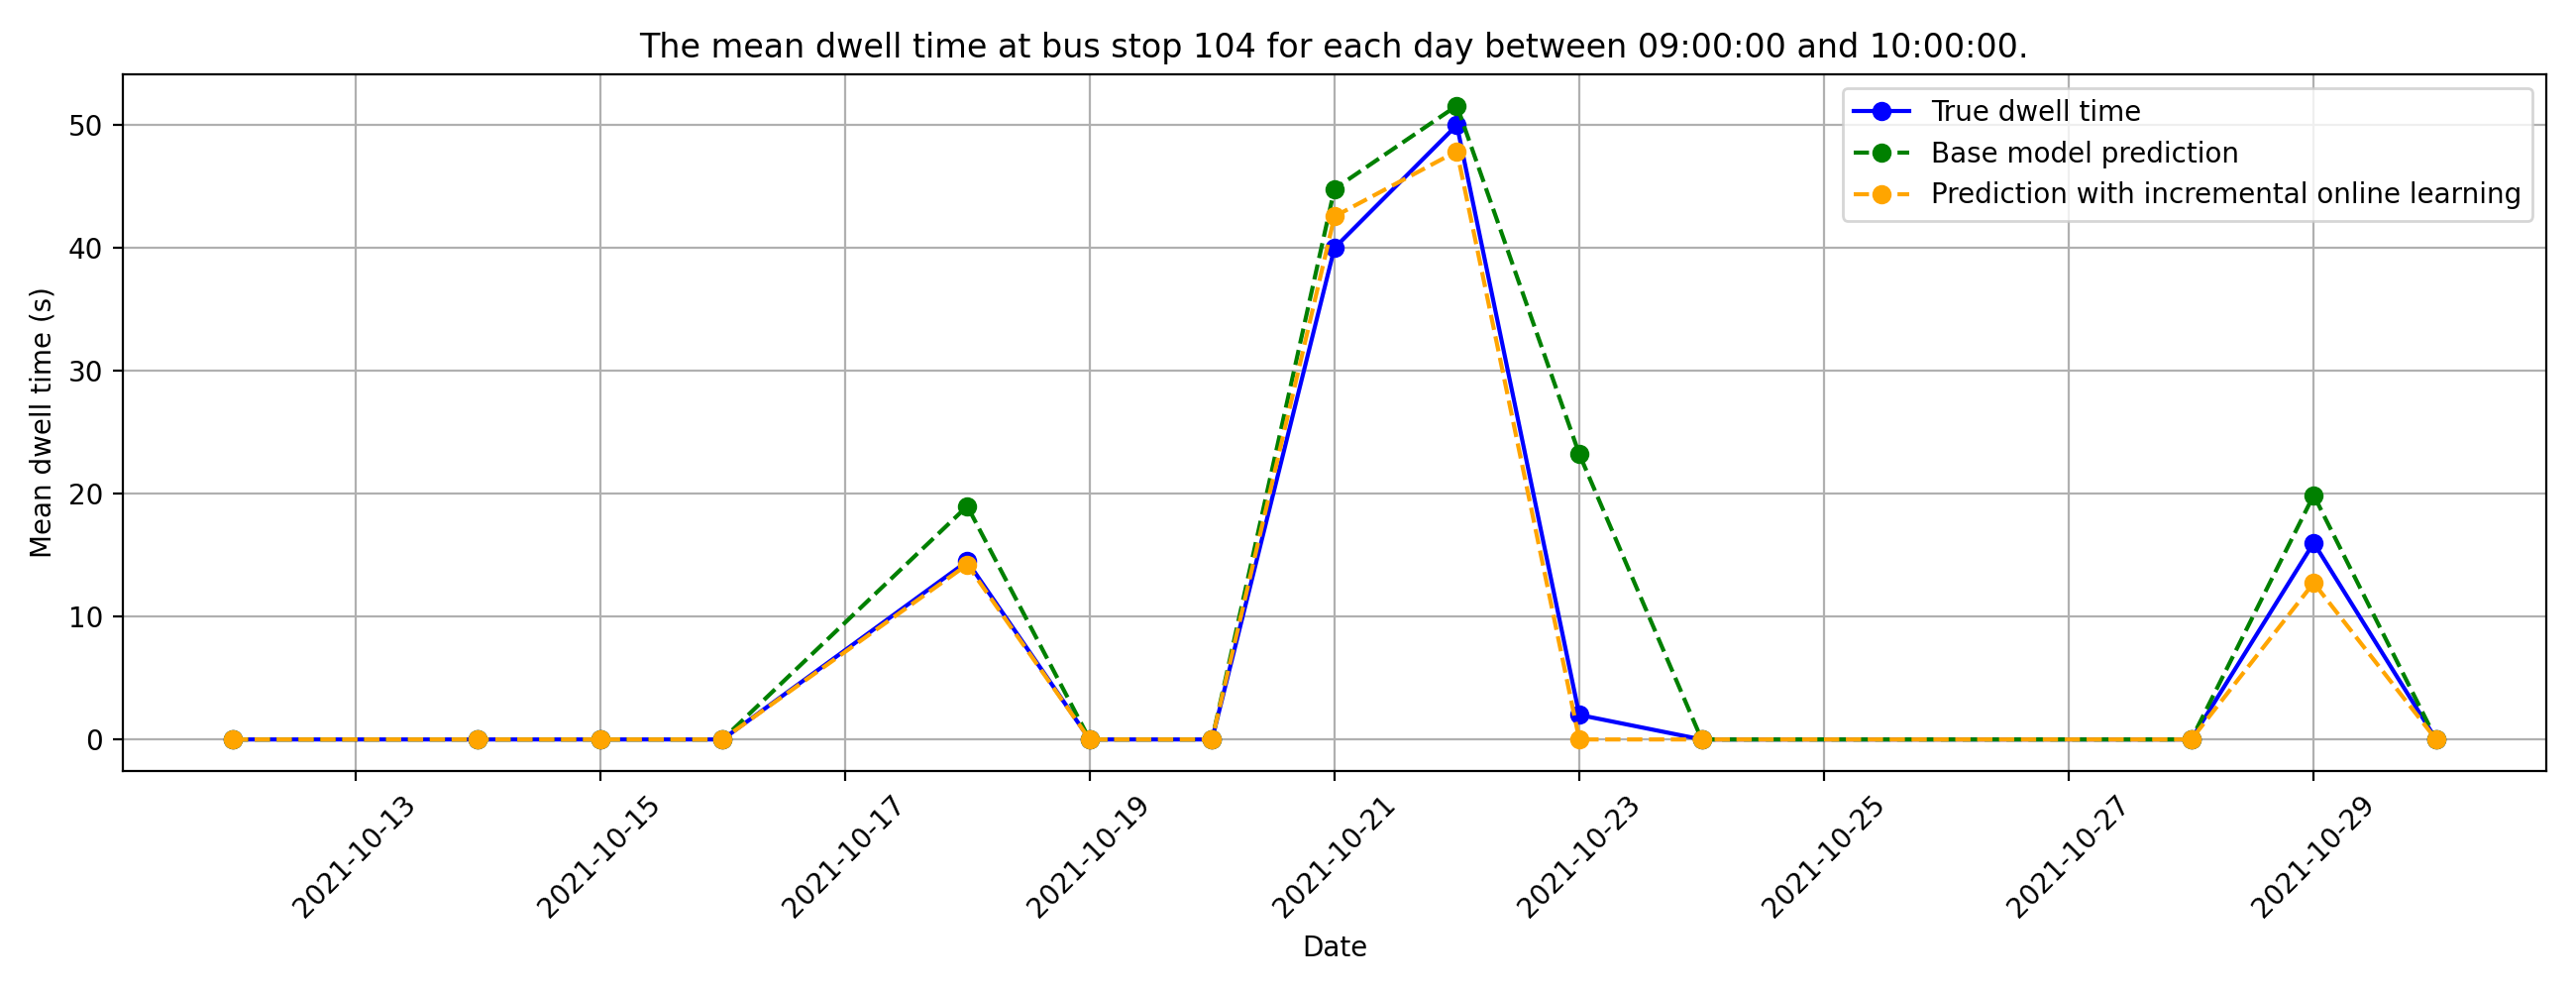 The mean dwell time at bus stop 104 for each day between 09:00:00 and 10:00:00.
True dwell time
Base model prediction
Prediction with incremental online learning
Mean dwell time (s)
50
40
30
20
10
0
2021-10-13
2021-10-15
2021-10-17
2021-10-19
2021-10-21
2021-10-23
2021-10-25
2021-10-27
2021-10-29
Date